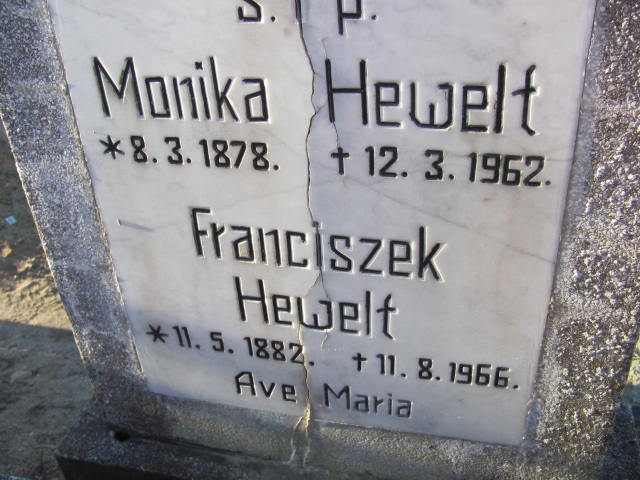 Ś. † p.
Monika Hewelt
* 8. 3. 1878. † 12. 3. 1962.
Franciszek
Hewelt
* 11. 5. 1882. † 11. 8. 1966.
Ave Maria